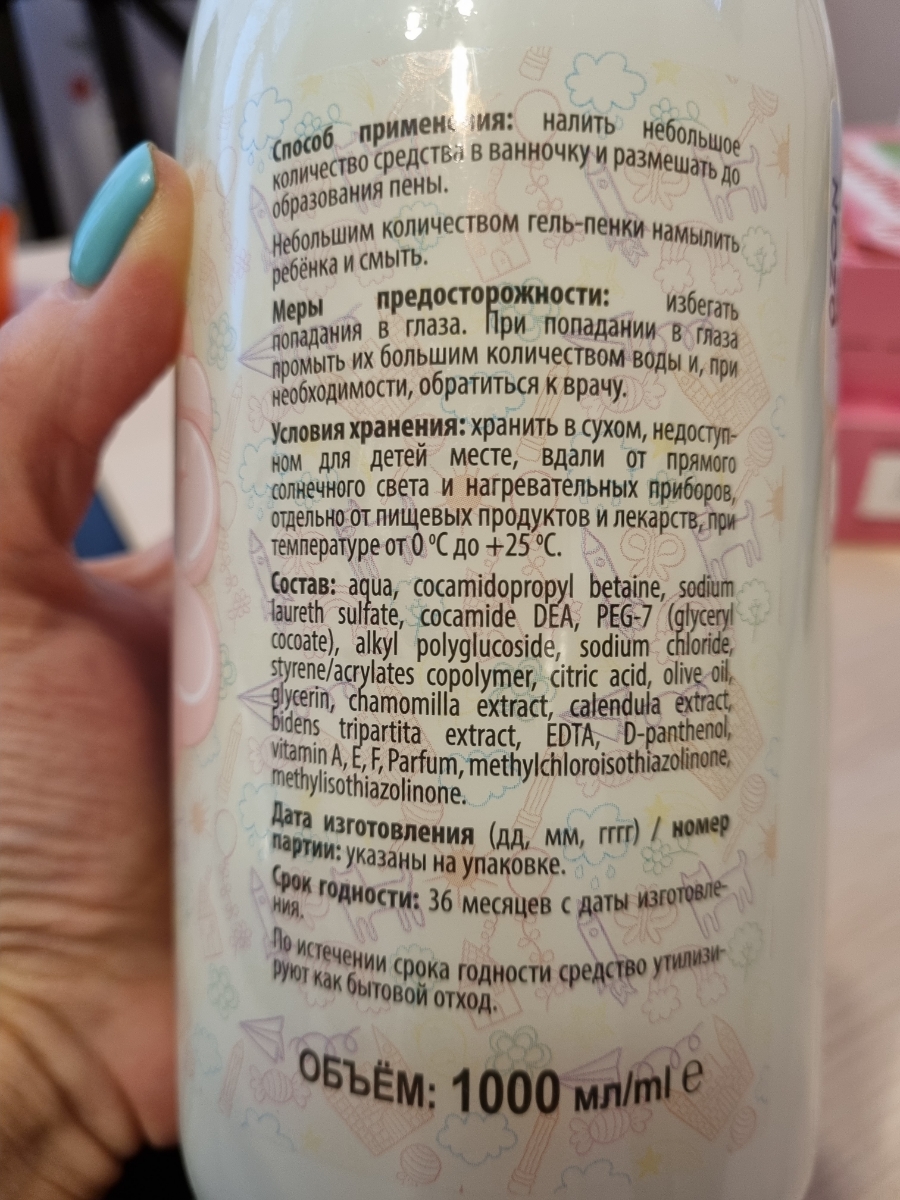 Способ применения: налить небольшое
количество средства в ванночку и размешать до
образования пены.
Небольшим количеством гель-пенки намылить
ребёнка и смыть.
Меры предосторожности: избегать
попадания в глаза. При попадании в глаза
промыть их большим количеством воды и, при
необходимости, обратиться к врачу.
Условия хранения: хранить в сухом, недоступ-
ном для детей месте, вдали от прямого
солнечного света и нагревательных приборов,
отдельно от пищевых продуктов и лекарств, при
температуре от 0 °С до +25 °С.
Состав: aqua, cocamidopropyl betaine, sodium
laureth sulfate, cocamide DEA, PEG-7 (glyceryl
cocoate), alkyl polyglucoside, sodium chloride,
styrene/acrylates copolymer, citric acid, olive oil,
glycerin, chamomilla extract, calendula extract,
bidens tripartita extract, EDTA, D-panthenol,
vitamin A, E, F, Parfum, methylchloroisothiazolinone,
methylisothiazolinone.
Дата изготовления (дд, мм, гггг) / номер
партии: указаны на упаковке.
Срок годности: 36 месяцев с даты изготовле-
ния.
По истечении срока годности средство утилизи-
руют как бытовой отход.
ОБЪЁМ: 1000 мл/ml e